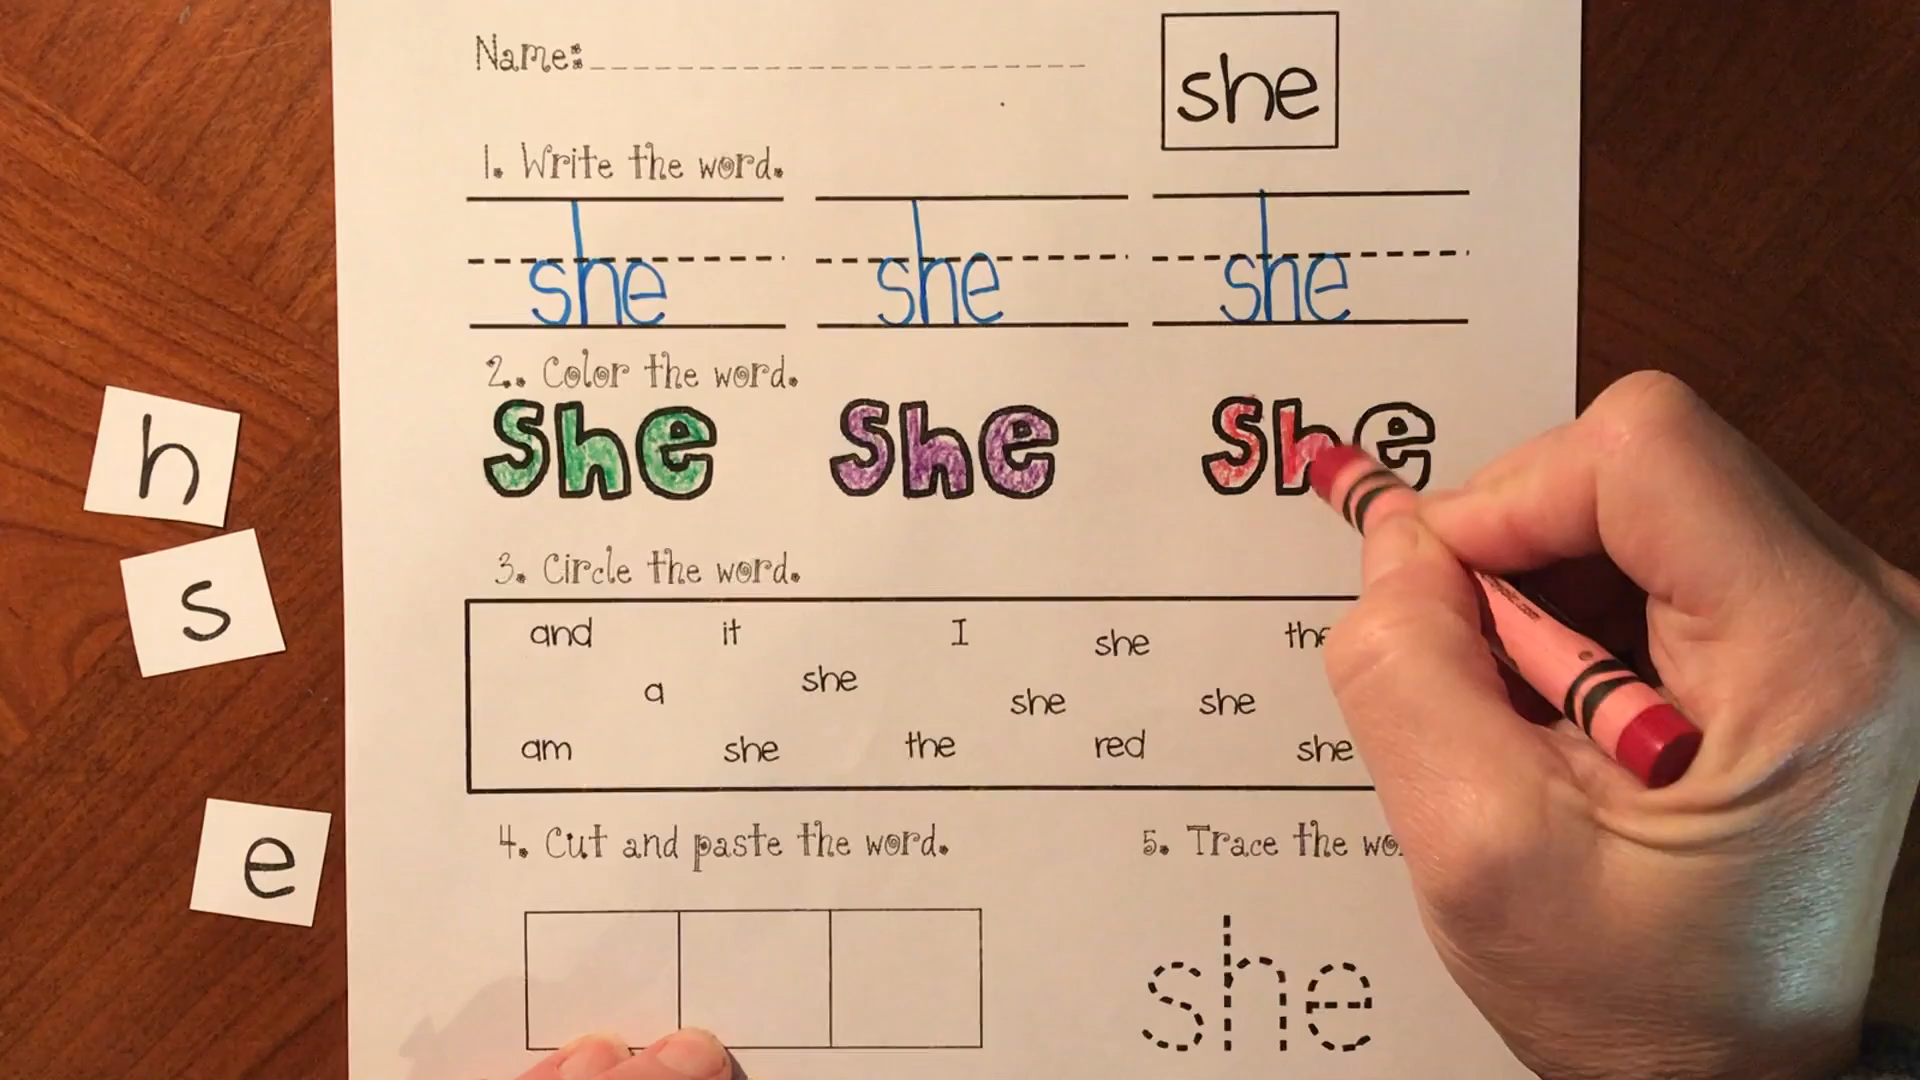 Name:
she
1. Write the word.
she she she
2.. Color the word.
she she she
3. Circle the word.
and it I she the
a she she she
am she the red she
4. Cut and paste the word. 5. Trace the
she
h
s
e